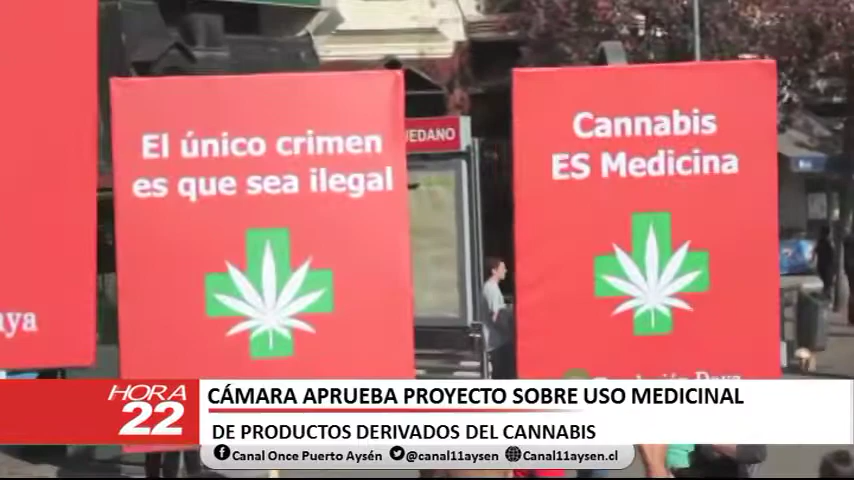 El único crimen
es que sea ilegal
EDANO
Cannabis
ES Medicina
aya
HORA
22
CÁMARA APRUEBA PROYECTO SOBRE USO MEDICINAL
DE PRODUCTOS DERIVADOS DEL CANNABIS
Canal Once Puerto Aysén @canal11aysen Canal11aysen.cl